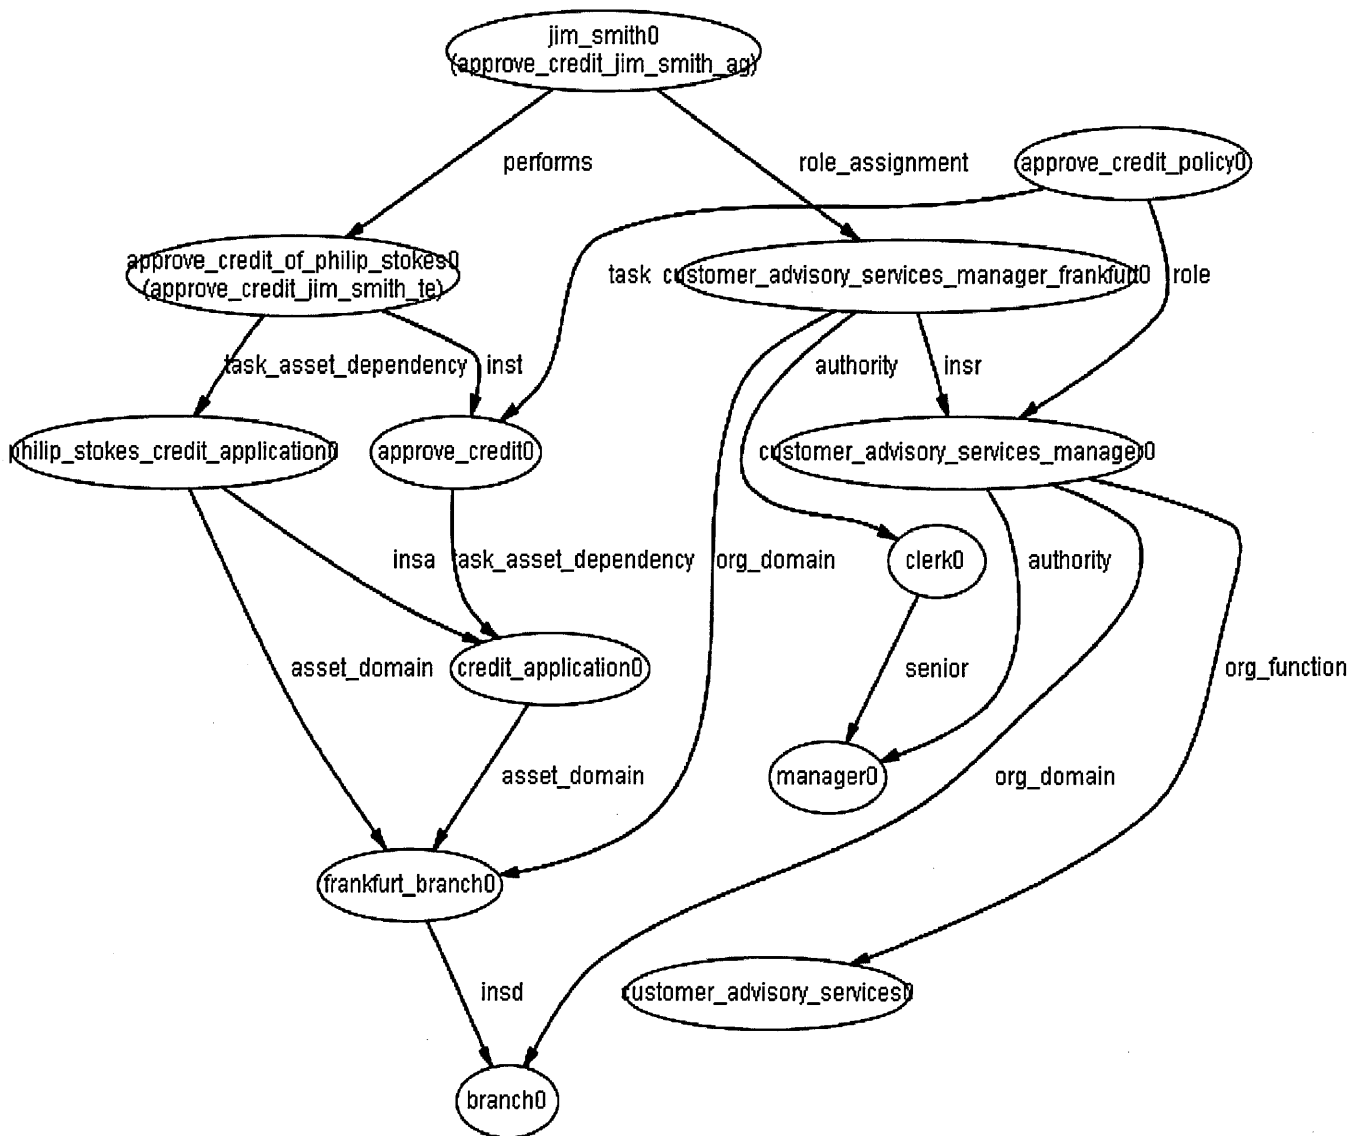 jim_smith0
(approve_credit_jim_smith_ag)
performs
role_assignment
approve_credit_policy0
approve_credit_of_philip_stokes0
(approve_credit_jim_smith_te)
task
customer_advisory_services_manager_frankfurt0
role
task_asset_dependency
inst
authority
insr
philip_stokes_credit_application0
approve_credit0
customer_advisory_services_manager0
insa
task_asset_dependency
org_domain
clerk0
authority
asset_domain
credit_application0
senior
org_function
asset_domain
manager0
org_domain
frankfurt_branch0
insd
customer_advisory_services0
branch0